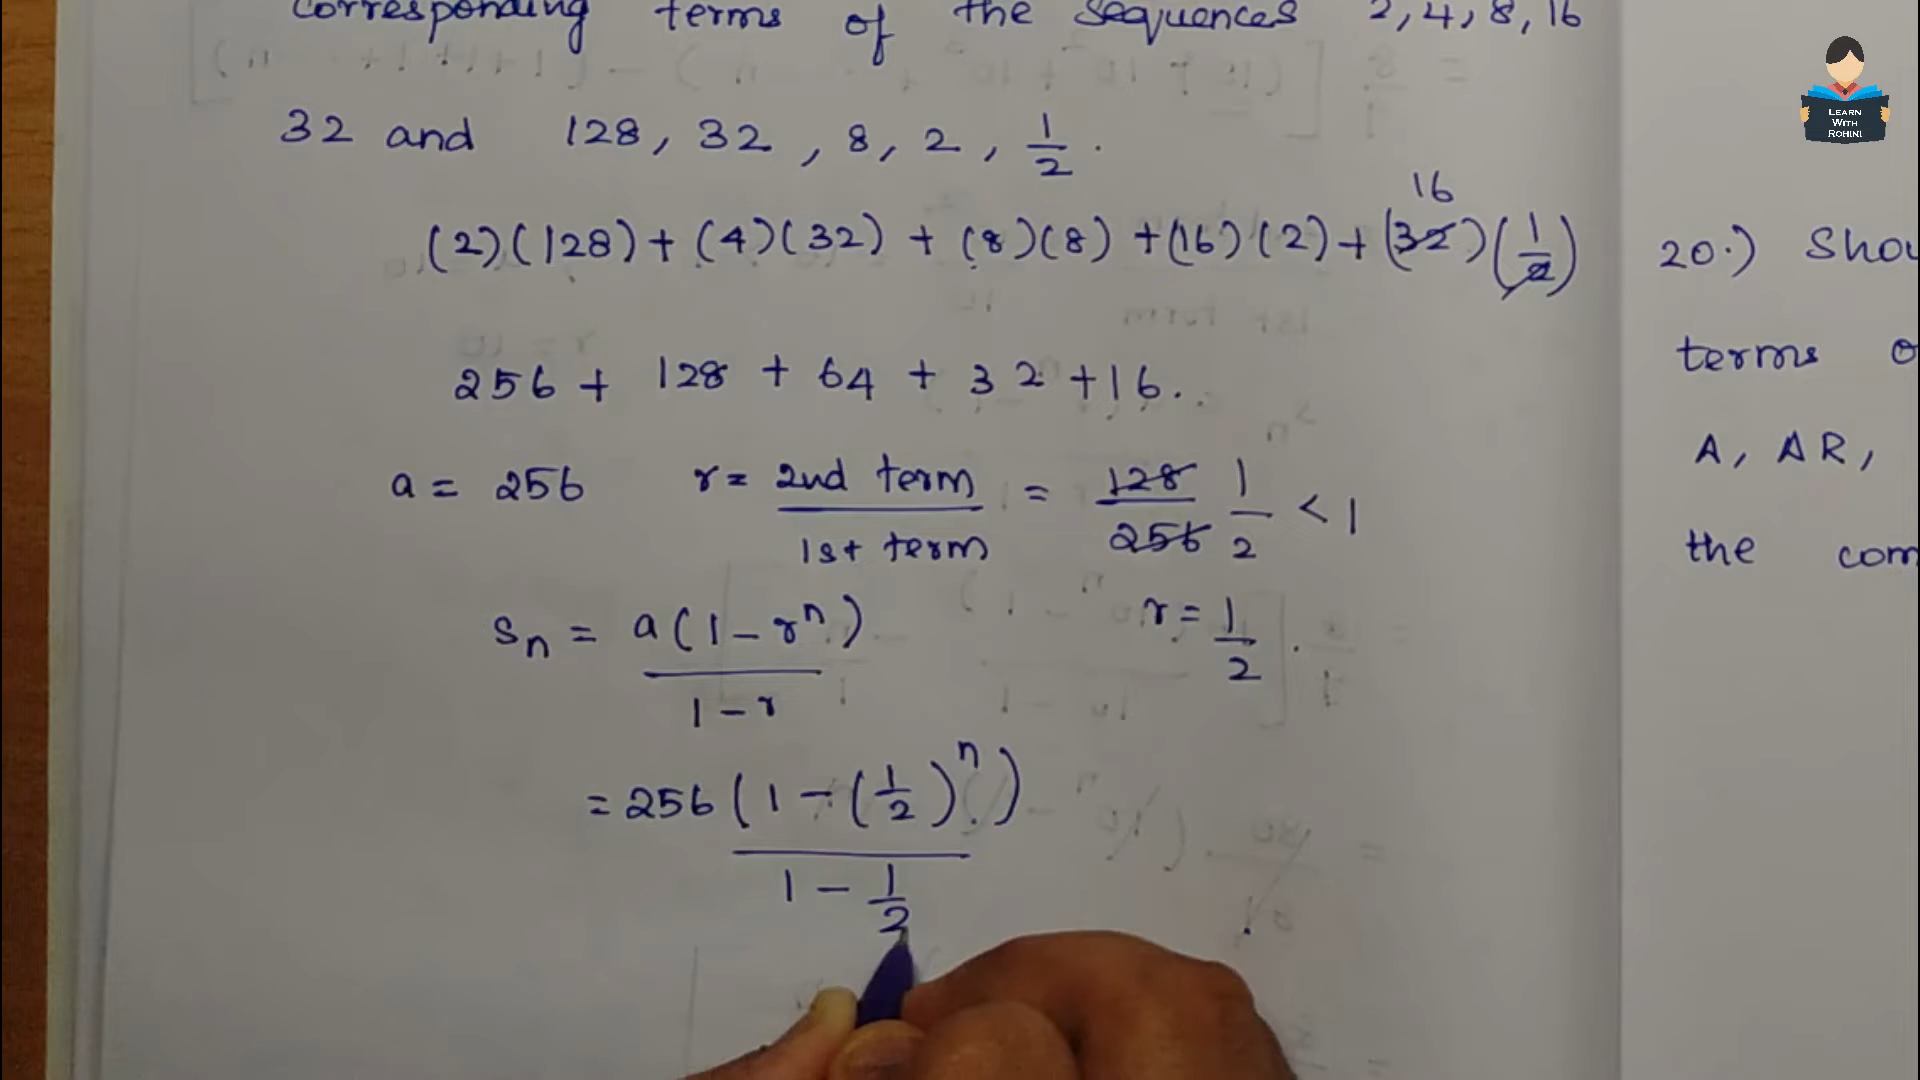 corresponding terms of the sequences 2, 4, 8, 16
32 and 128, 32, 8, 2, 1/2.
16
(2)(128) + (4)(32) + (8)(8) + (16)(2) + (32)(1/2)
256 + 128 + 64 + 32 + 16.
a = 256 r = 2nd term / 1st term = 128/256 1/2 < 1
Sn = a(1 - r^n) / 1 - r r = 1/2.
= 256 (1 - (1/2)^n) / 1 - 1/2
20.) Sho
terms o
A, AR,
the com
LEARN
WITH
ROHINI